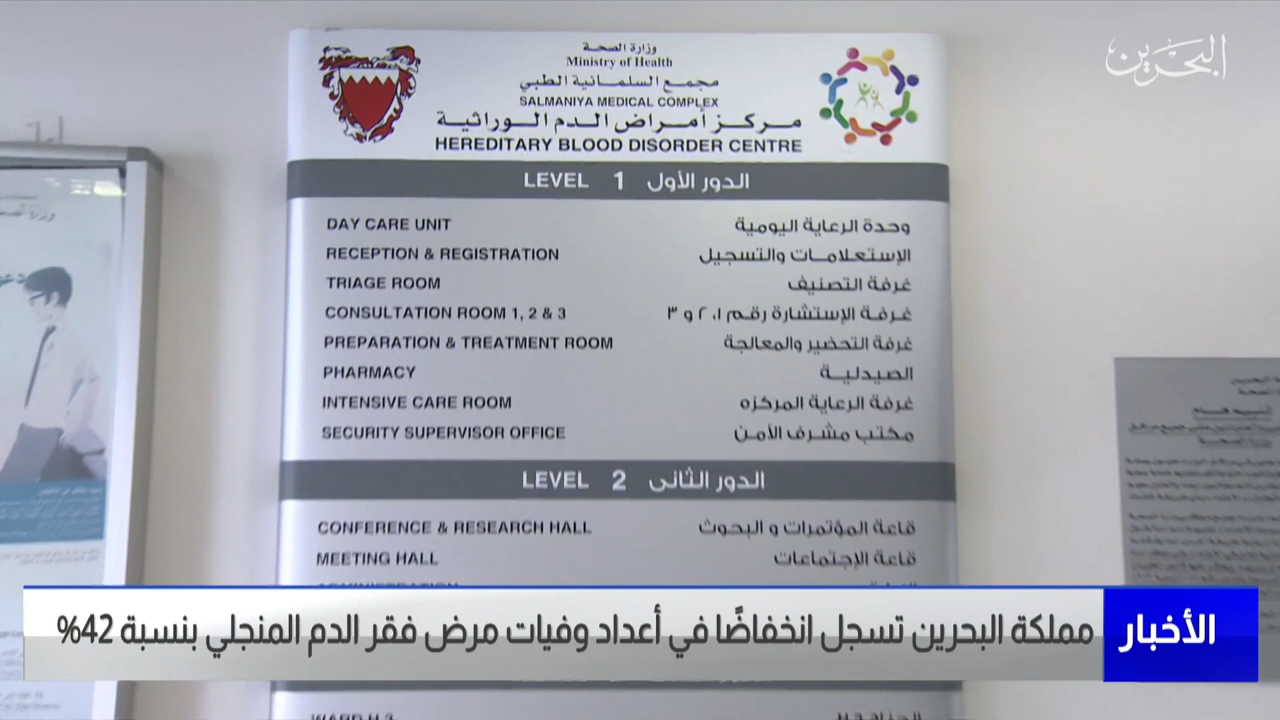 البحرين
وزارة الصحة
Ministry of Health
مجمع السلمانية الطبي
SALMANIYA MEDICAL COMPLEX
مركز أمراض الدم الوراثية
HEREDITARY BLOOD DISORDER CENTRE
LEVEL 1 الدور الأول
DAY CARE UNIT وحدة الرعاية اليومية
RECEPTION & REGISTRATION الإستعلامات والتسجيل
TRIAGE ROOM غرفة التصنيف
CONSULTATION ROOM 1, 2 & 3 غرفة الإستشارة رقم ١، ٢ و ٣
PREPARATION & TREATMENT ROOM غرفة التحضير والمعالجة
PHARMACY الصيدلية
INTENSIVE CARE ROOM غرفة الرعاية المركزه
SECURITY SUPERVISOR OFFICE مكتب مشرف الأمن
LEVEL 2 الدور الثانى
CONFERENCE & RESEARCH HALL قاعة المؤتمرات و البحوث
MEETING HALL قاعة الإجتماعات
الأخبار
مملكة البحرين تسجل انخفاضًا في أعداد وفيات مرض فقر الدم المنجلي بنسبة 42%